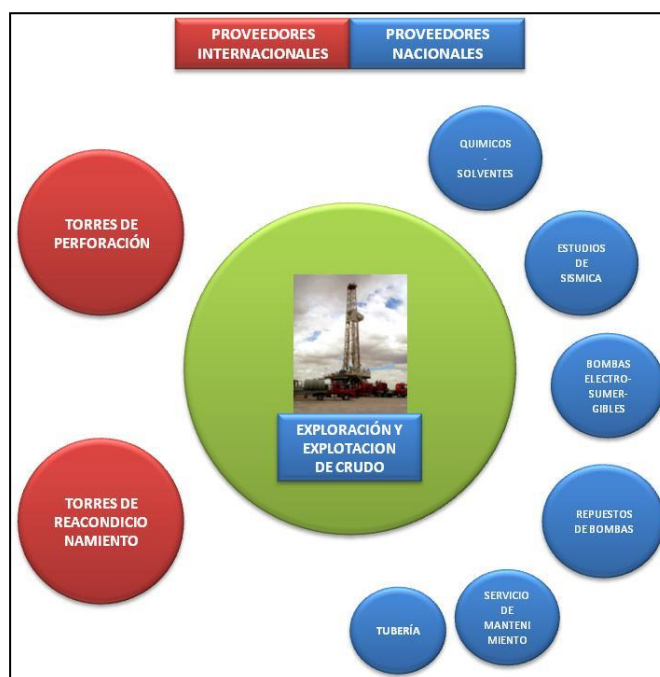 PROVEEDORES
INTERNACIONALES
PROVEEDORES
NACIONALES
QUIMICOS
-
SOLVENTES
TORRES DE
PERFORACIÓN
ESTUDIOS
DE
SISMICA
BOMBAS
ELECTRO-
SUMER-
GIBLES
EXPLORACIÓN Y
EXPLOTACION
DE CRUDO
TORRES DE
REACONDICIO
NAMIENTO
REPUESTOS
DE BOMBAS
SERVICIO
DE
MANTENI
MIENTO
TUBERÍA